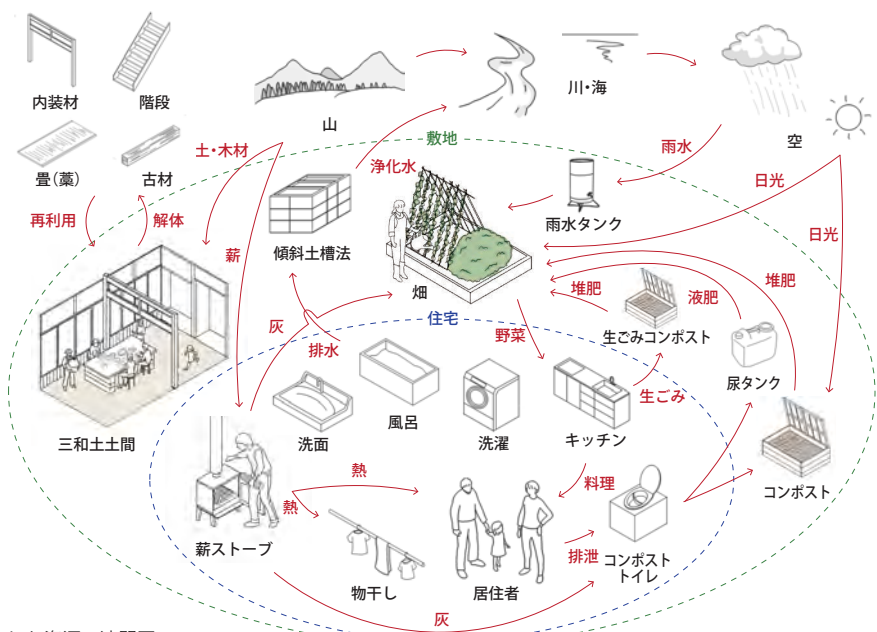 内装材
階段
山
川・海
空
敷地
畳(藁)
古材
土・木材
浄化水
雨水
日光
雨水タンク
日光
再利用
解体
薪
傾斜土槽法
畑
堆肥
液肥
堆肥
灰
排水
住宅
野菜
生ごみコンポスト
尿タンク
生ごみ
三和土土間
洗面
風呂
洗濯
キッチン
コンポスト
熱
熱
料理
薪ストーブ
物干し
居住者
排泄
コンポスト
トイレ
灰